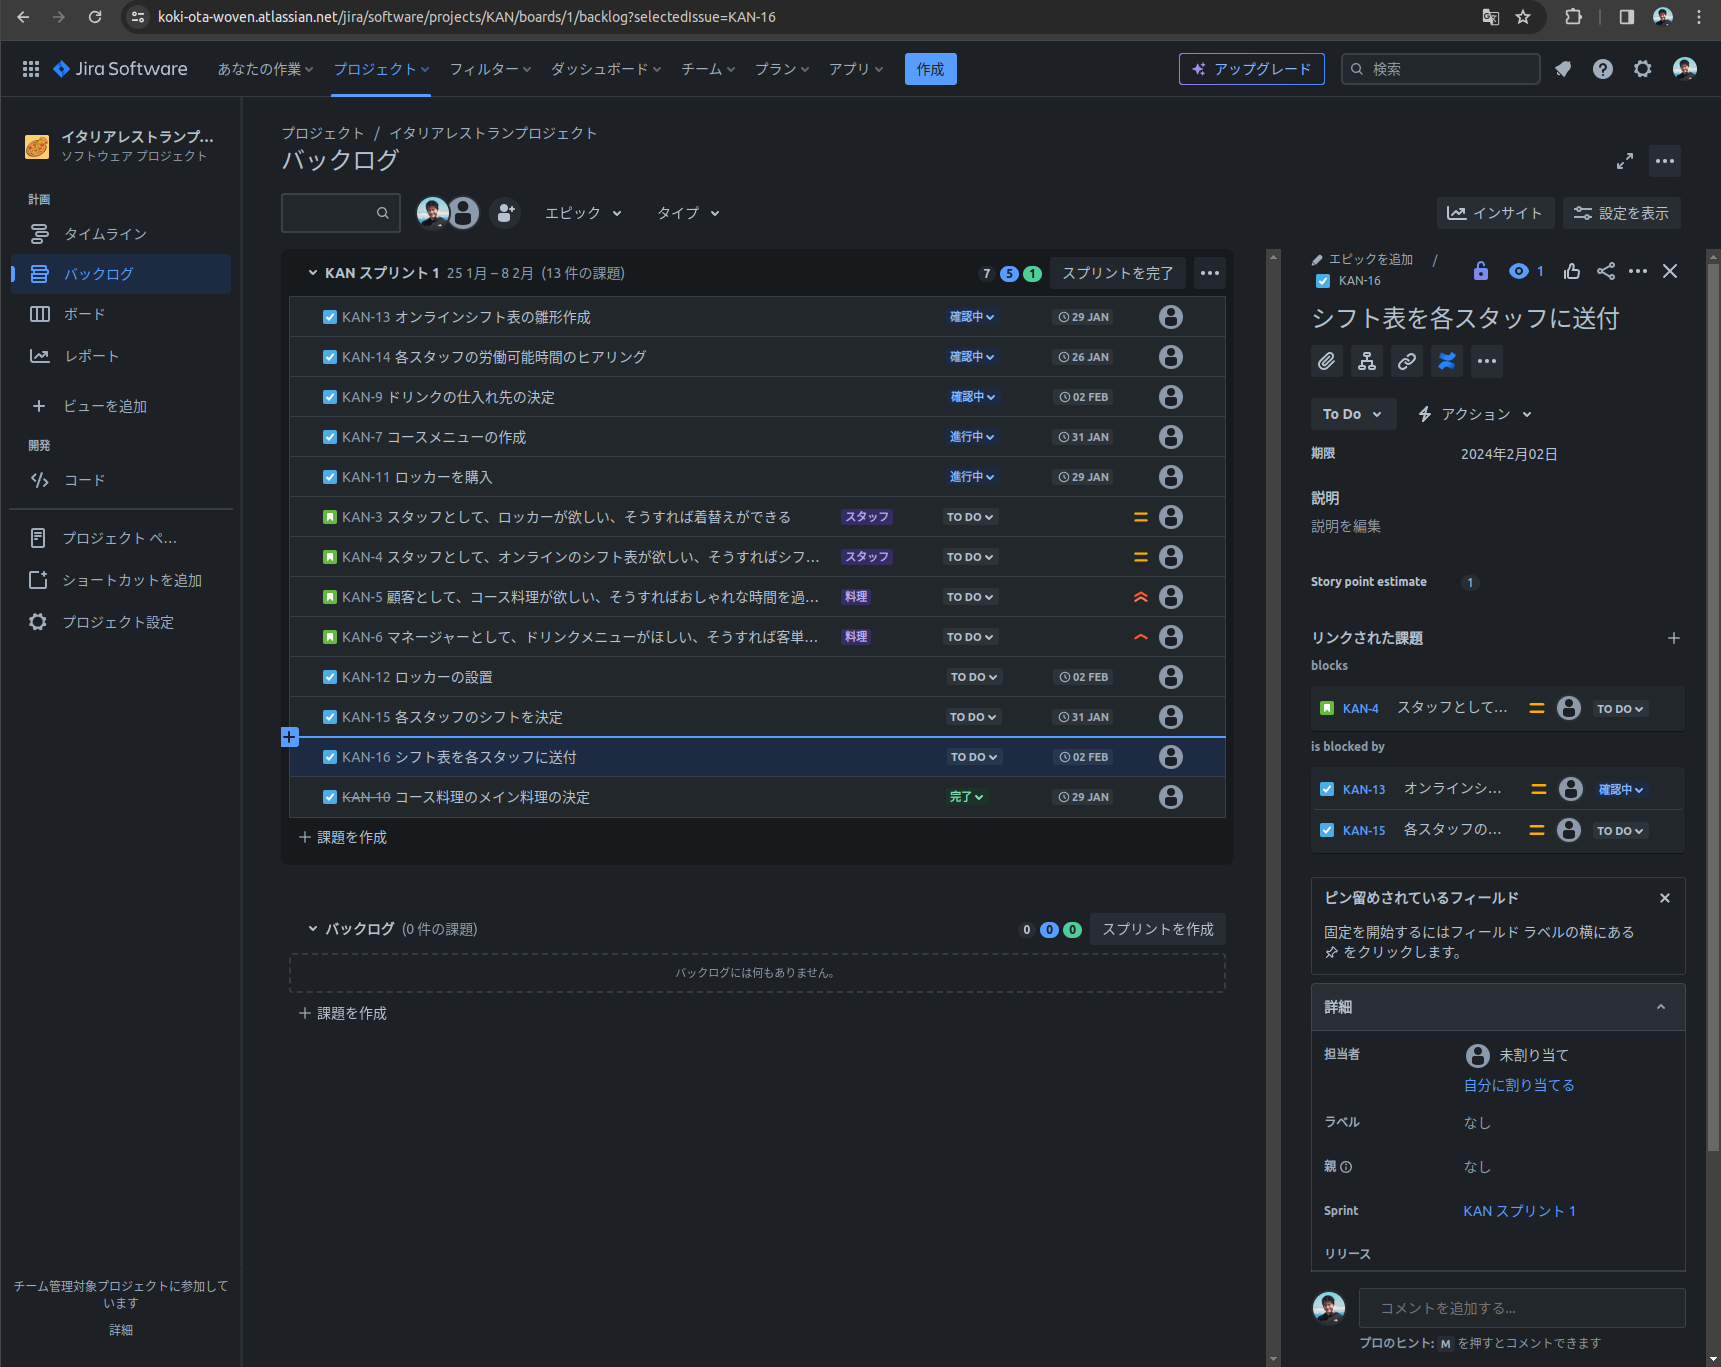 koki-ota-woven.atlassian.net/jira/software/projects/KAN/boards/1/backlog?selectedIssue=KAN-16
Jira Software
あなたの作業
プロジェクト
フィルター
ダッシュボード
チーム
プラン
アプリ
作成
アップグレード
検索
イタリアレストランプ...
ソフトウェア プロジェクト
計画
タイムライン
バックログ
ボード
レポート
ビューを追加
開発
コード
プロジェクト ペ...
ショートカットを追加
プロジェクト設定
チーム管理対象プロジェクトに参加して
います
詳細
プロジェクト / イタリアレストランプロジェクト
バックログ
エピック
タイプ
インサイト
設定を表示
KAN スプリント 1 25 1月 – 8 2月 (13 件の課題)
7 5 1 スプリントを完了
KAN-13 オンラインシフト表の雛形作成 確認中 29 JAN
KAN-14 各スタッフの労働可能時間のヒアリング 確認中 26 JAN
KAN-9 ドリンクの仕入れ先の決定 確認中 02 FEB
KAN-7 コースメニューの作成 進行中 31 JAN
KAN-11 ロッカーを購入 進行中 29 JAN
KAN-3 スタッフとして、ロッカーが欲しい、そうすれば着替えができる スタッフ TO DO
KAN-4 スタッフとして、オンラインのシフト表が欲しい、そうすればシフ... スタッフ TO DO
KAN-5 顧客として、コース料理が欲しい、そうすればおしゃれな時間を過... 料理 TO DO
KAN-6 マネージャーとして、ドリンクメニューがほしい、そうすれば客単... 料理 TO DO
KAN-12 ロッカーの設置 TO DO 02 FEB
KAN-15 各スタッフのシフトを決定 TO DO 31 JAN
KAN-16 シフト表を各スタッフに送付 TO DO 02 FEB
KAN-10 コース料理のメイン料理の決定 完了 29 JAN
課題を作成
バックログ (0 件の課題)
0 0 0 スプリントを作成
バックログには何もありません。
課題を作成
エピックを追加 /
KAN-16
1
シフト表を各スタッフに送付
To Do
アクション
期限 2024年2月02日
説明
説明を編集
Story point estimate 1
リンクされた課題
blocks
KAN-4 スタッフとして... TO DO
is blocked by
KAN-13 オンラインシ... 確認中
KAN-15 各スタッフの... TO DO
ピン留めされているフィールド
固定を開始するにはフィールド ラベルの横にある
をクリックします。
詳細
担当者 未割り当て
自分に割り当てる
ラベル なし
親 なし
Sprint KAN スプリント 1
リリース
コメントを追加する...
プロのヒント: M を押すとコメントできます